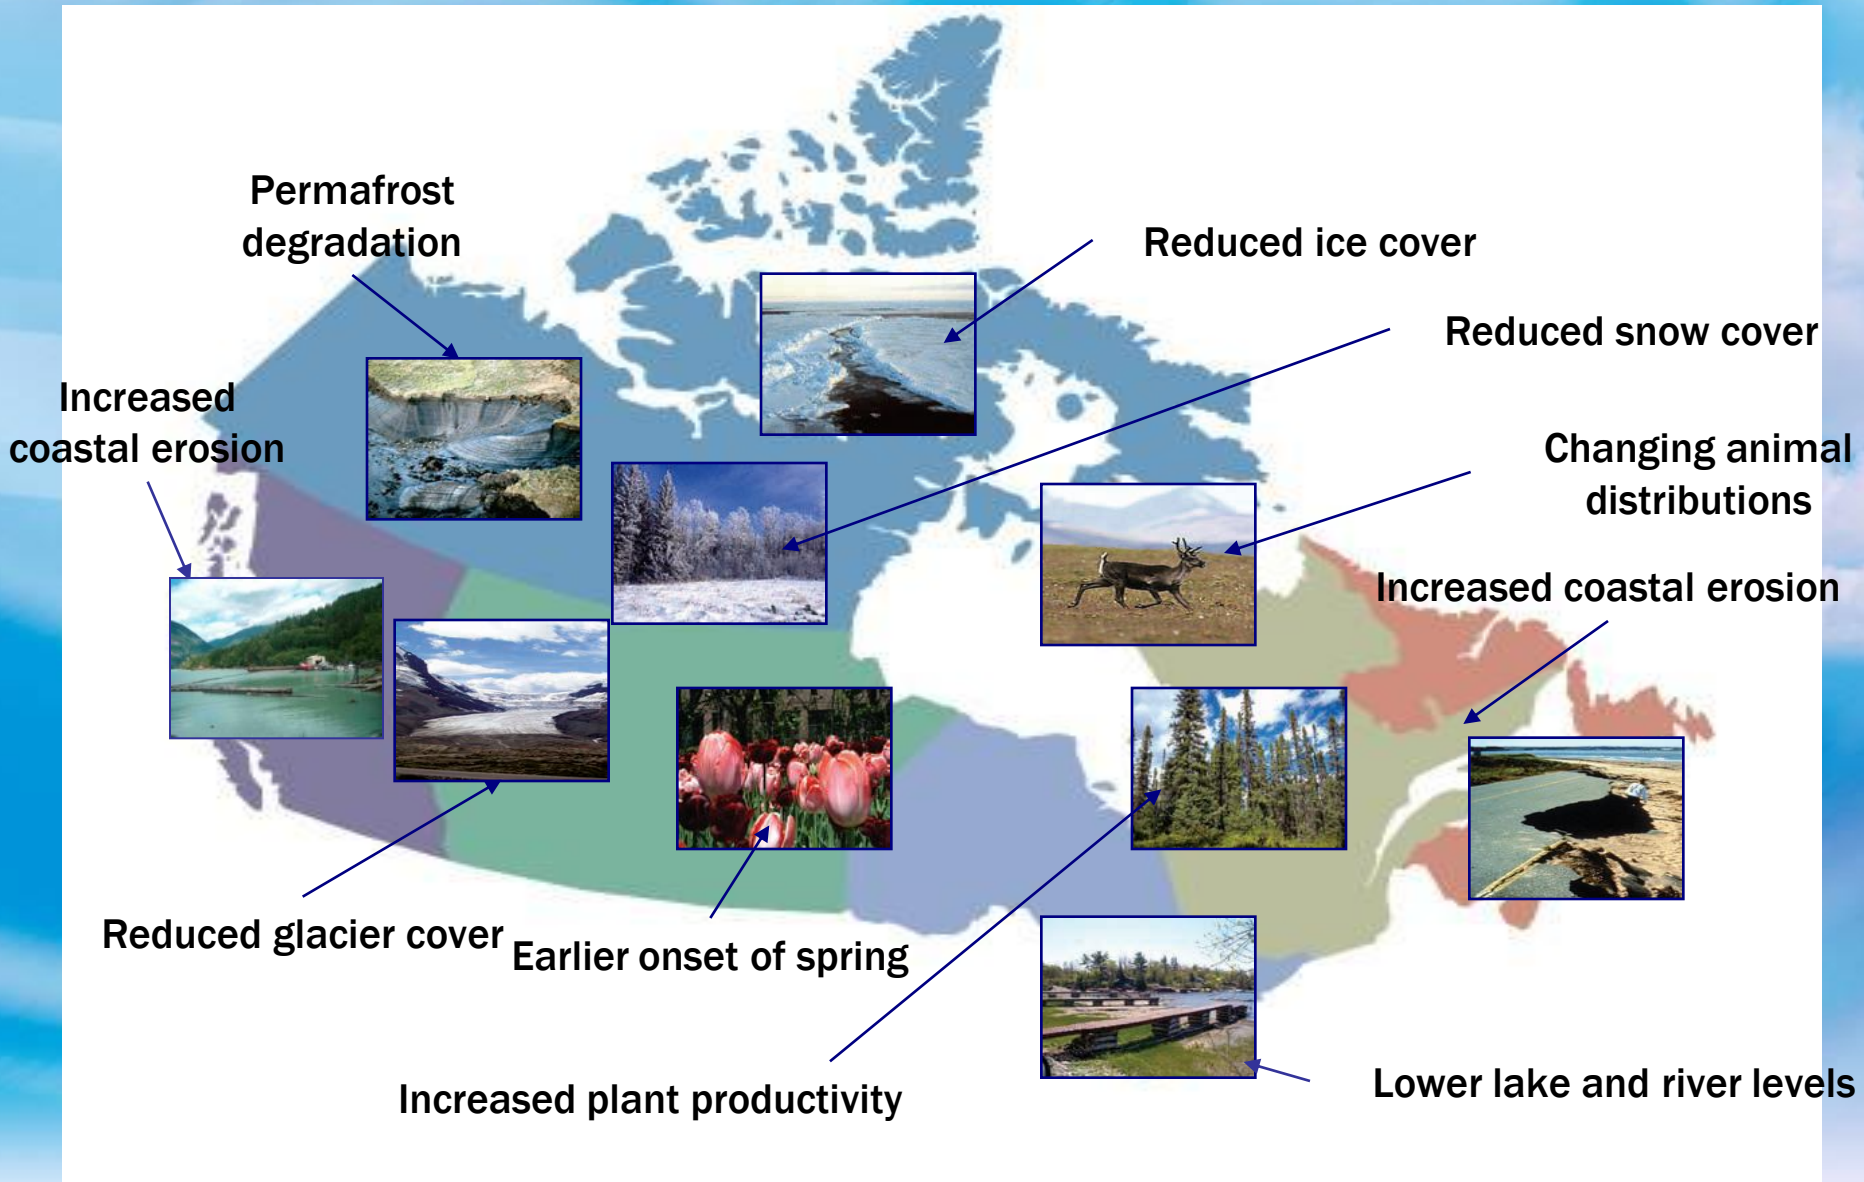 Permafrost
degradation
Reduced ice cover
Reduced snow cover
Increased
coastal erosion
Changing animal
distributions
Increased coastal erosion
Reduced glacier cover
Earlier onset of spring
Increased plant productivity
Lower lake and river levels